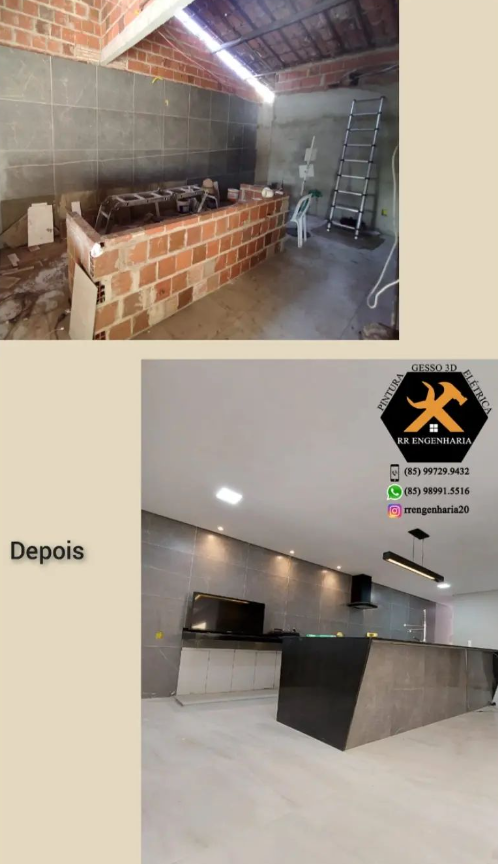 GESSO 3D
PINTURA
ELÉTRICA
RR ENGENHARIA
(85) 99729.9432
(85) 98991.5516
rrengenharia20
Depois